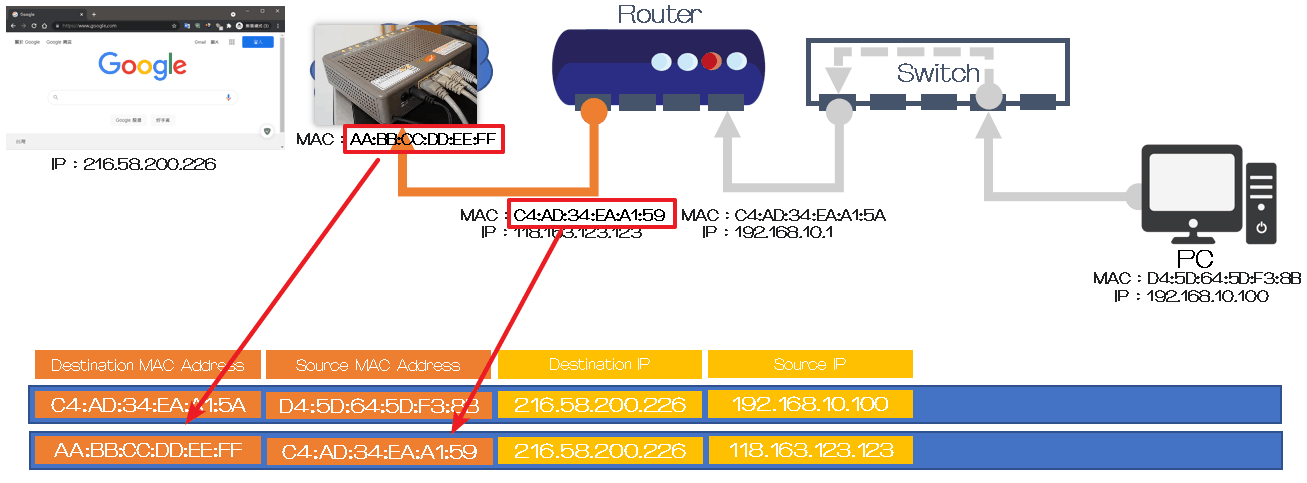 https://www.google.com
關於 Google Google 商店
Gmail 圖片
登入
Google
Google 搜尋 好手氣
台灣
IP：216.58.200.226
MAC：AA:BB:CC:DD:EE:FF
Router
MAC：C4:AD:34:EA:A1:59
IP：118.163.123.123
MAC：C4:AD:34:EA:A1:5A
IP：192.168.10.1
Switch
PC
MAC：D4:5D:64:5D:F3:8B
IP：192.168.10.100
Destination MAC Address Source MAC Address Destination IP Source IP
C4:AD:34:EA:A1:5A D4:5D:64:5D:F3:8B 216.58.200.226 192.168.10.100
AA:BB:CC:DD:EE:FF C4:AD:34:EA:A1:59 216.58.200.226 118.163.123.123